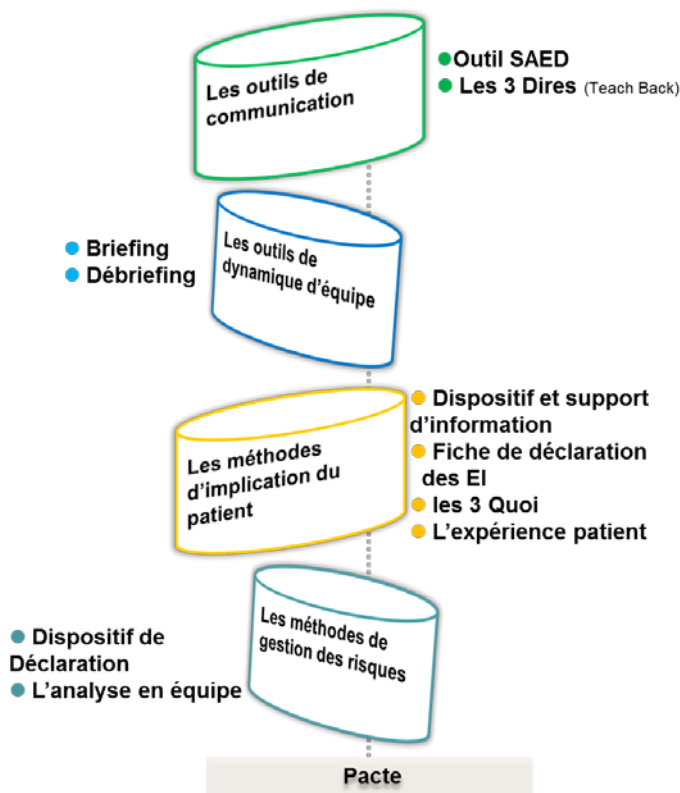 Les outils de
communication
● Outil SAED
● Les 3 Dires (Teach Back)
● Briefing
● Débriefing
Les outils de
dynamique d'équipe
Les méthodes
d'implication du
patient
● Dispositif et support
d'information
● Fiche de déclaration
des EI
● les 3 Quoi
● L'expérience patient
Les méthodes de
gestion des risques
● Dispositif de
Déclaration
● L'analyse en équipe
Pacte